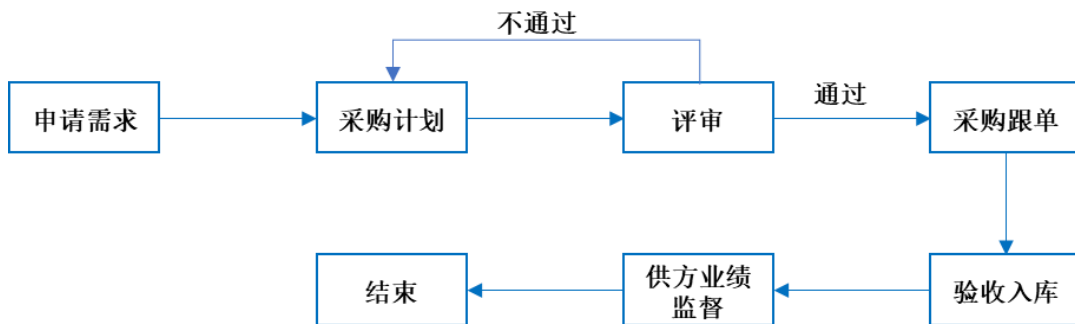 不通过
申请需求
采购计划
评审
通过
采购跟单
结束
供方业绩
监督
验收入库